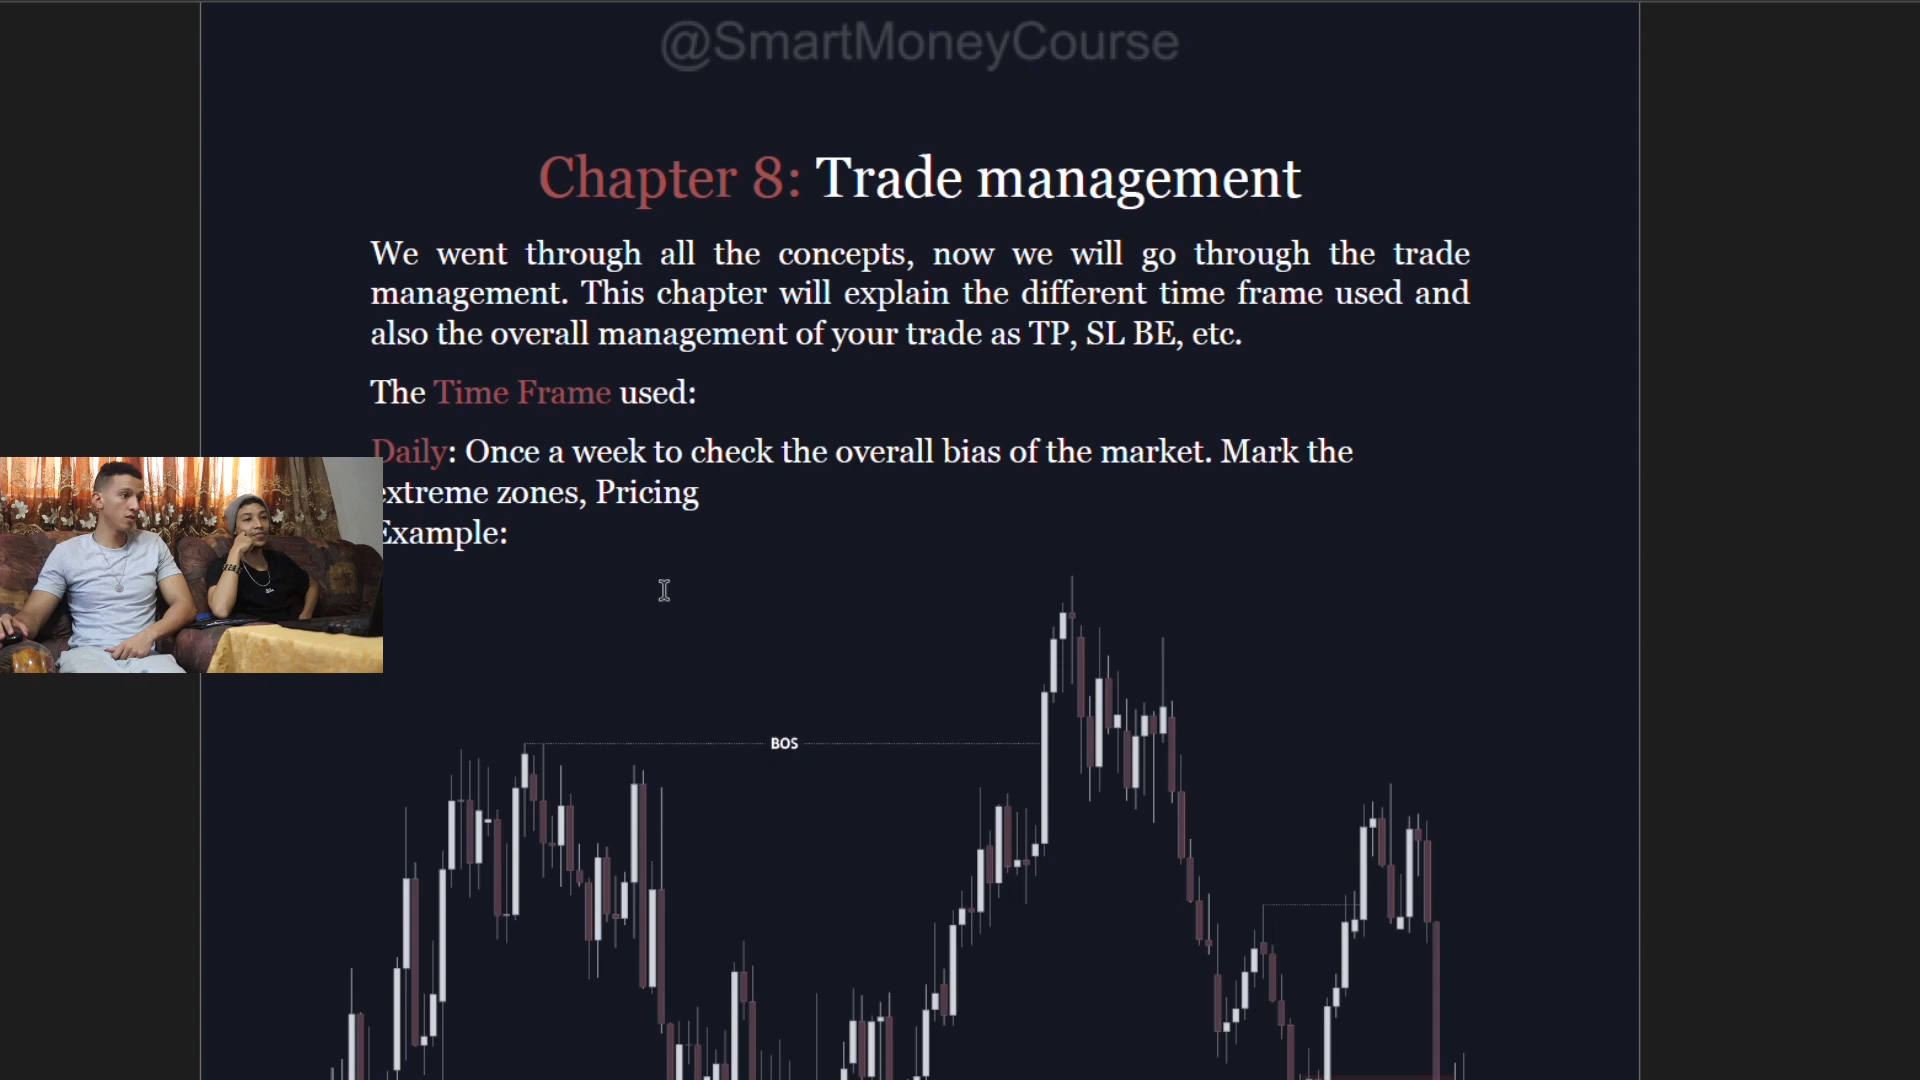 @SmartMoneyCourse
Chapter 8: Trade management
We went through all the concepts, now we will go through the trade
management. This chapter will explain the different time frame used and
also the overall management of your trade as TP, SL BE, etc.
The Time Frame used:
Daily: Once a week to check the overall bias of the market. Mark the
extreme zones, Pricing
Example:
BOS